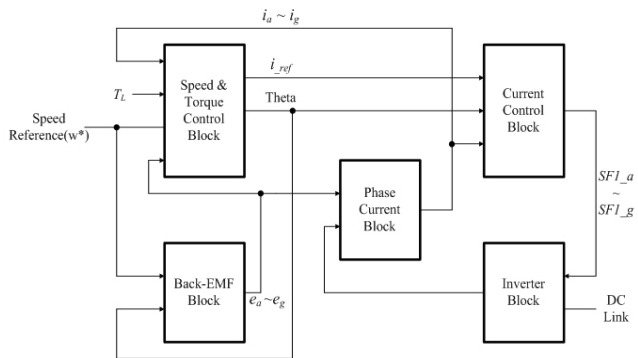 i_a ~ i_g
Speed &
Torque
Control
Block
i_ref
Theta
T_L
Speed
Reference(w*)
Current
Control
Block
Phase
Current
Block
SF1_a
~
SF1_g
Back-EMF
Block
e_a ~ e_g
Inverter
Block
DC
Link